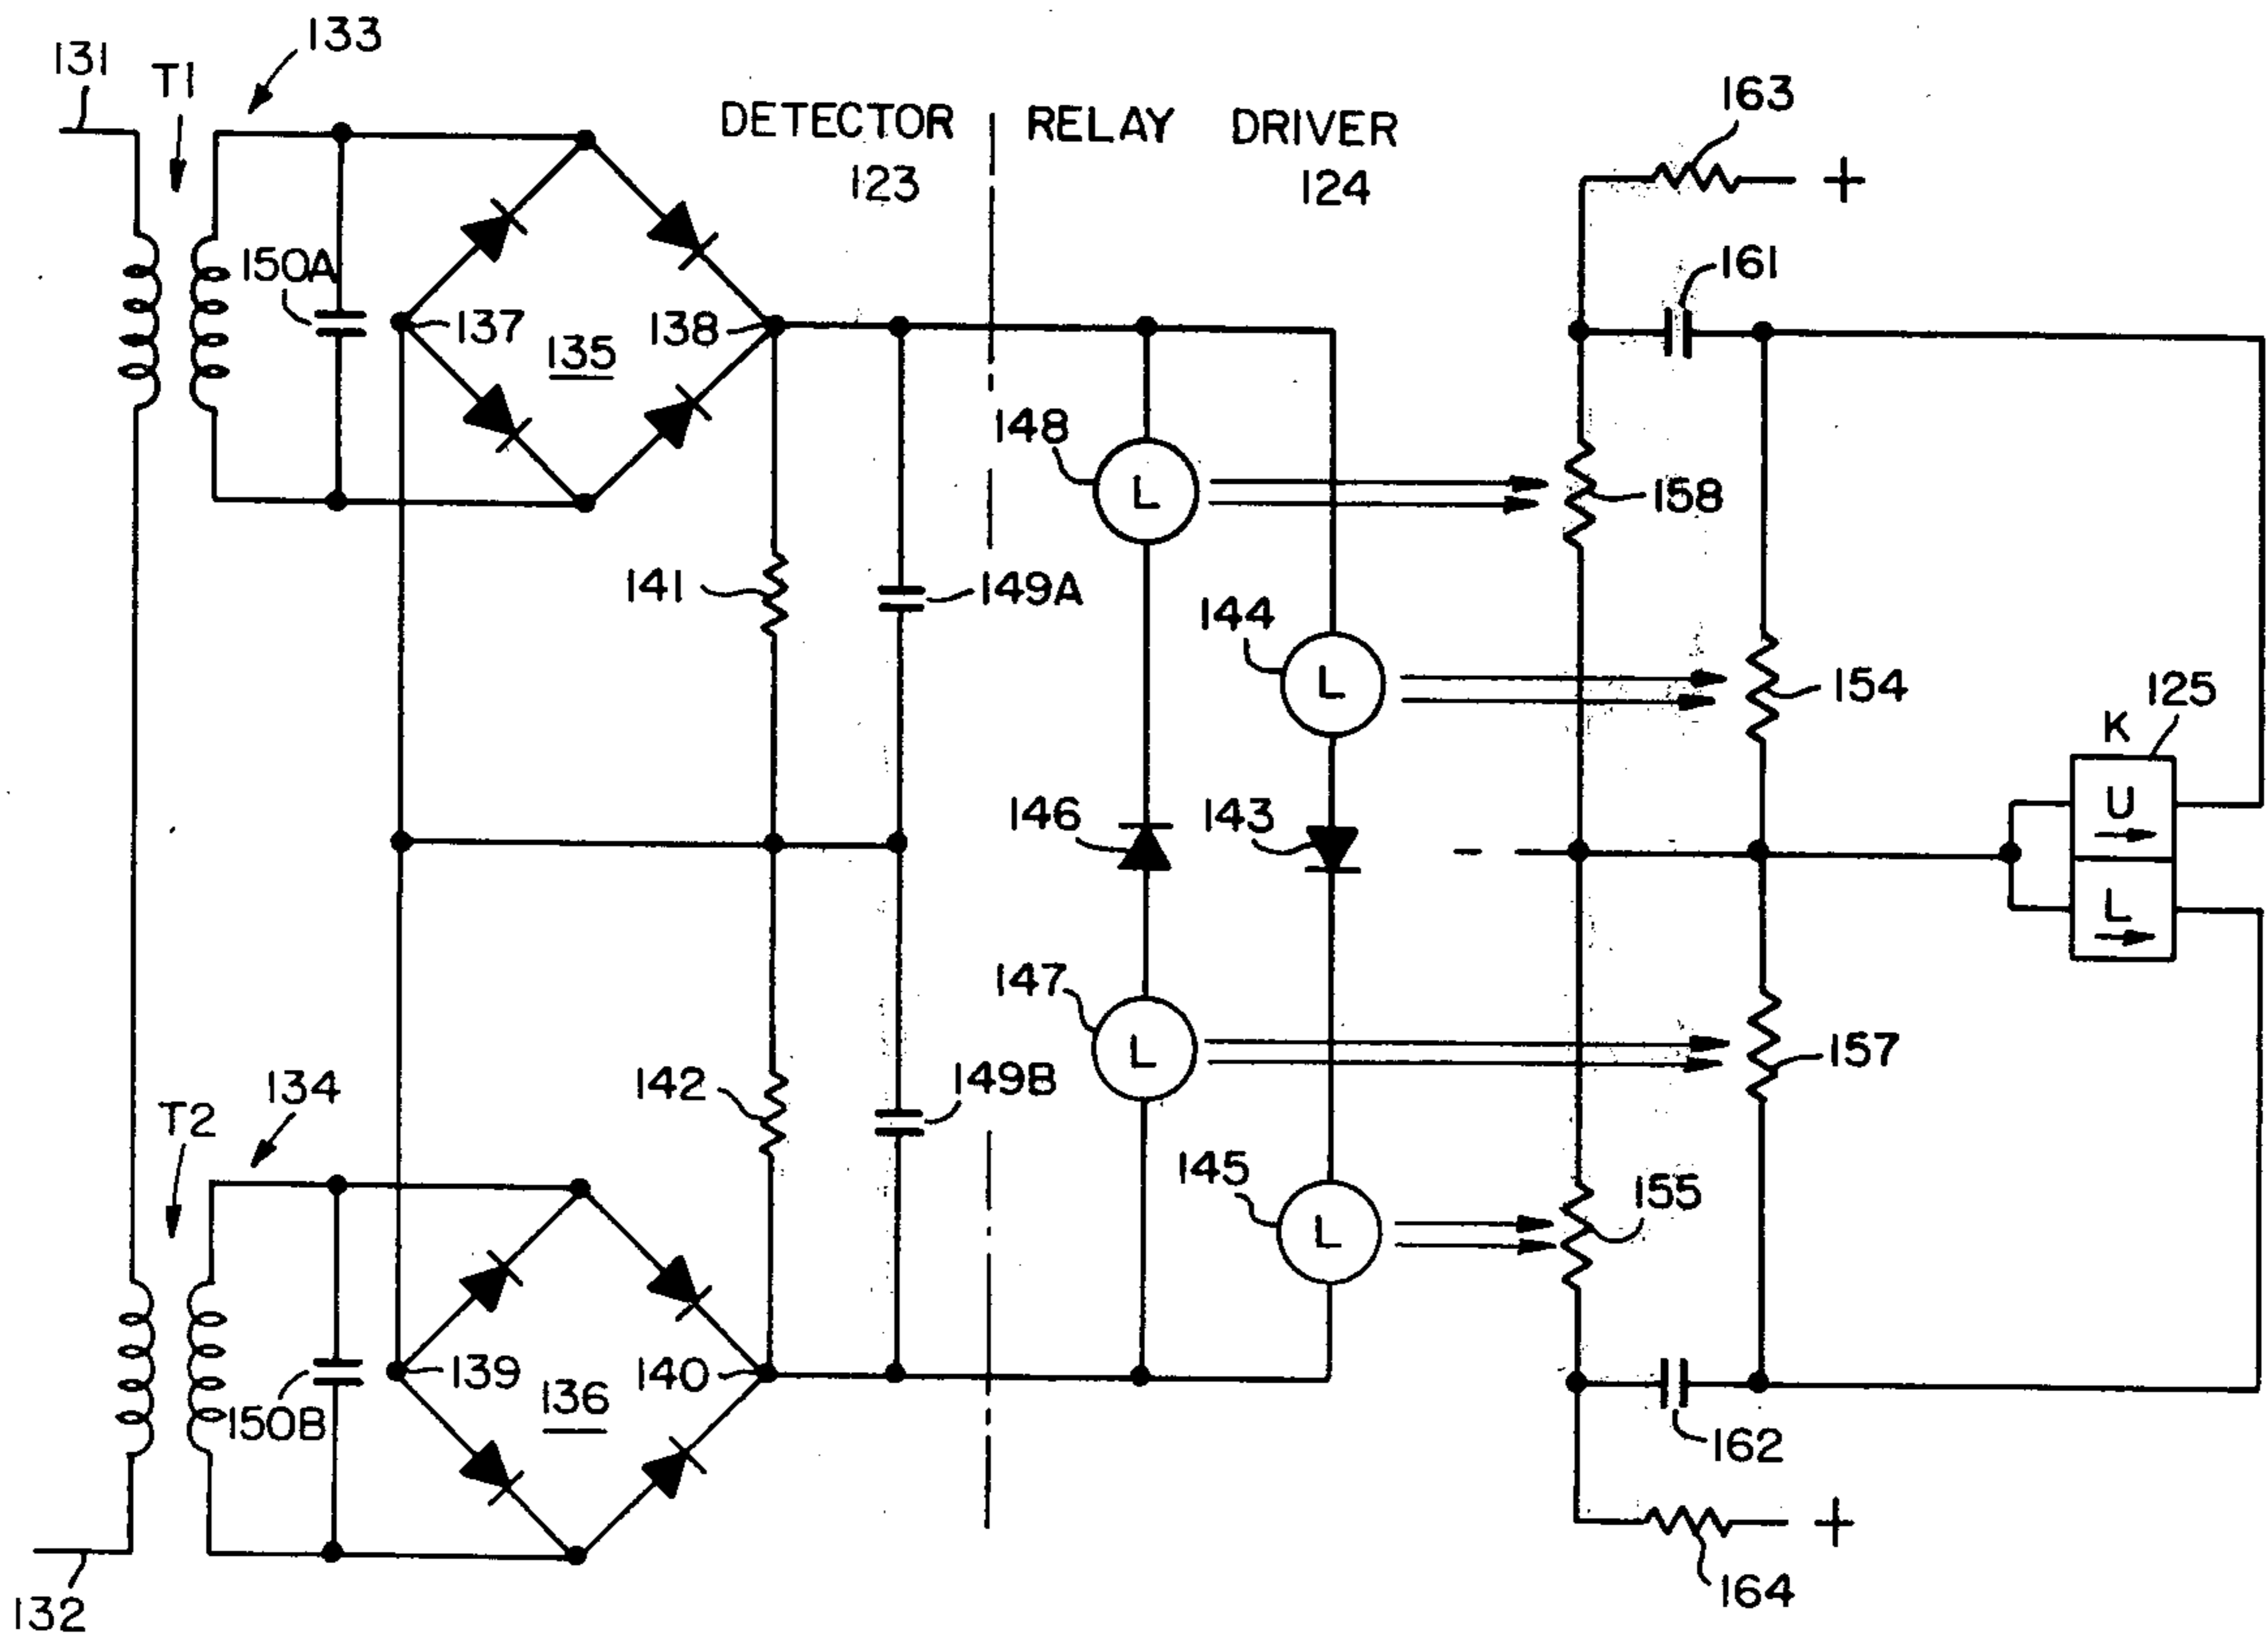 133
131
T1
DETECTOR
123
RELAY DRIVER
124
163
+
161
150A
137
138
135
148
L
158
141
149A
144
L
154
125
K
U
L
146
143
-
147
L
157
134
T2
142
149B
145
L
155
139
140
136
150B
162
+
164
132